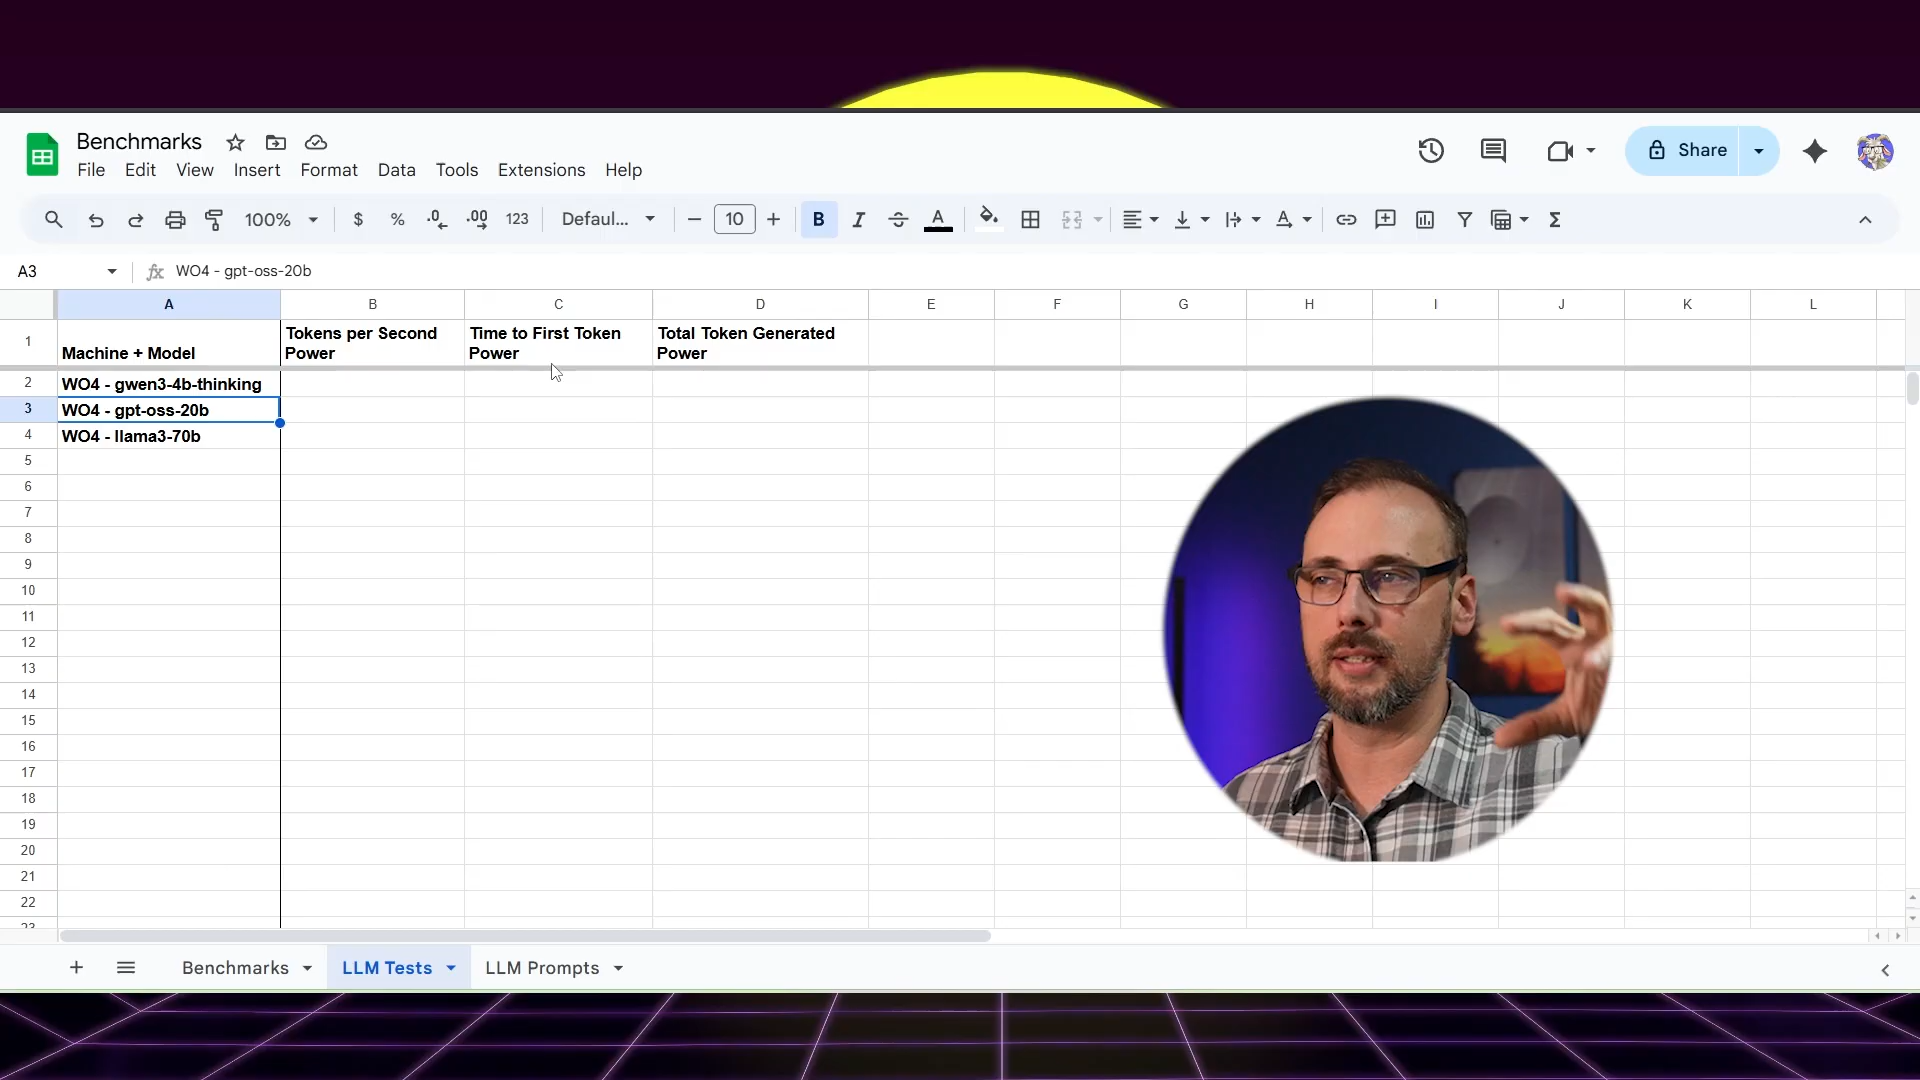 Benchmarks
File Edit View Insert Format Data Tools Extensions Help
Share
100% $ % .0 .00 123 Defaul... 10 B I A Σ
A3 fx WO4 - gpt-oss-20b
A B C D E F G H I J K L
1 Machine + Model
Tokens per Second
Power
Time to First Token
Power
Total Token Generated
Power
2 WO4 - gwen3-4b-thinking
3 WO4 - gpt-oss-20b
4 WO4 - llama3-70b
5
6
7
8
9
10
11
12
13
14
15
16
17
18
19
20
21
22
23
Benchmarks LLM Tests LLM Prompts